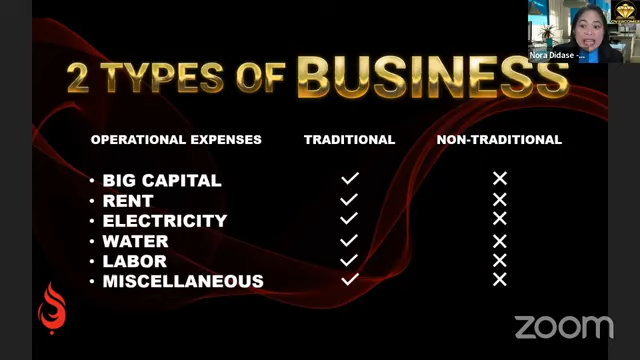 2 TYPES OF BUSINESS
OPERATIONAL EXPENSES TRADITIONAL NON-TRADITIONAL
• BIG CAPITAL ✓ ✕
• RENT ✓ ✕
• ELECTRICITY ✓ ✕
• WATER ✓ ✕
• LABOR ✓ ✕
• MISCELLANEOUS ✓ ✕
Nora Didase -...
OVERCOMER
zoom